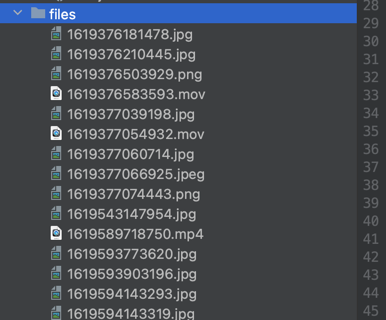 files
1619376181478.jpg
1619376210445.jpg
1619376503929.png
1619376583593.mov
1619377039198.jpg
1619377054932.mov
1619377060714.jpg
1619377066925.jpeg
1619377074443.png
1619543147954.jpg
1619589718750.mp4
1619593773620.jpg
1619593903196.jpg
1619594143293.jpg
1619594143319.jpg
28
29
30
31
32
33
34
35
36
37
38
39
40
41
42
43
44
45